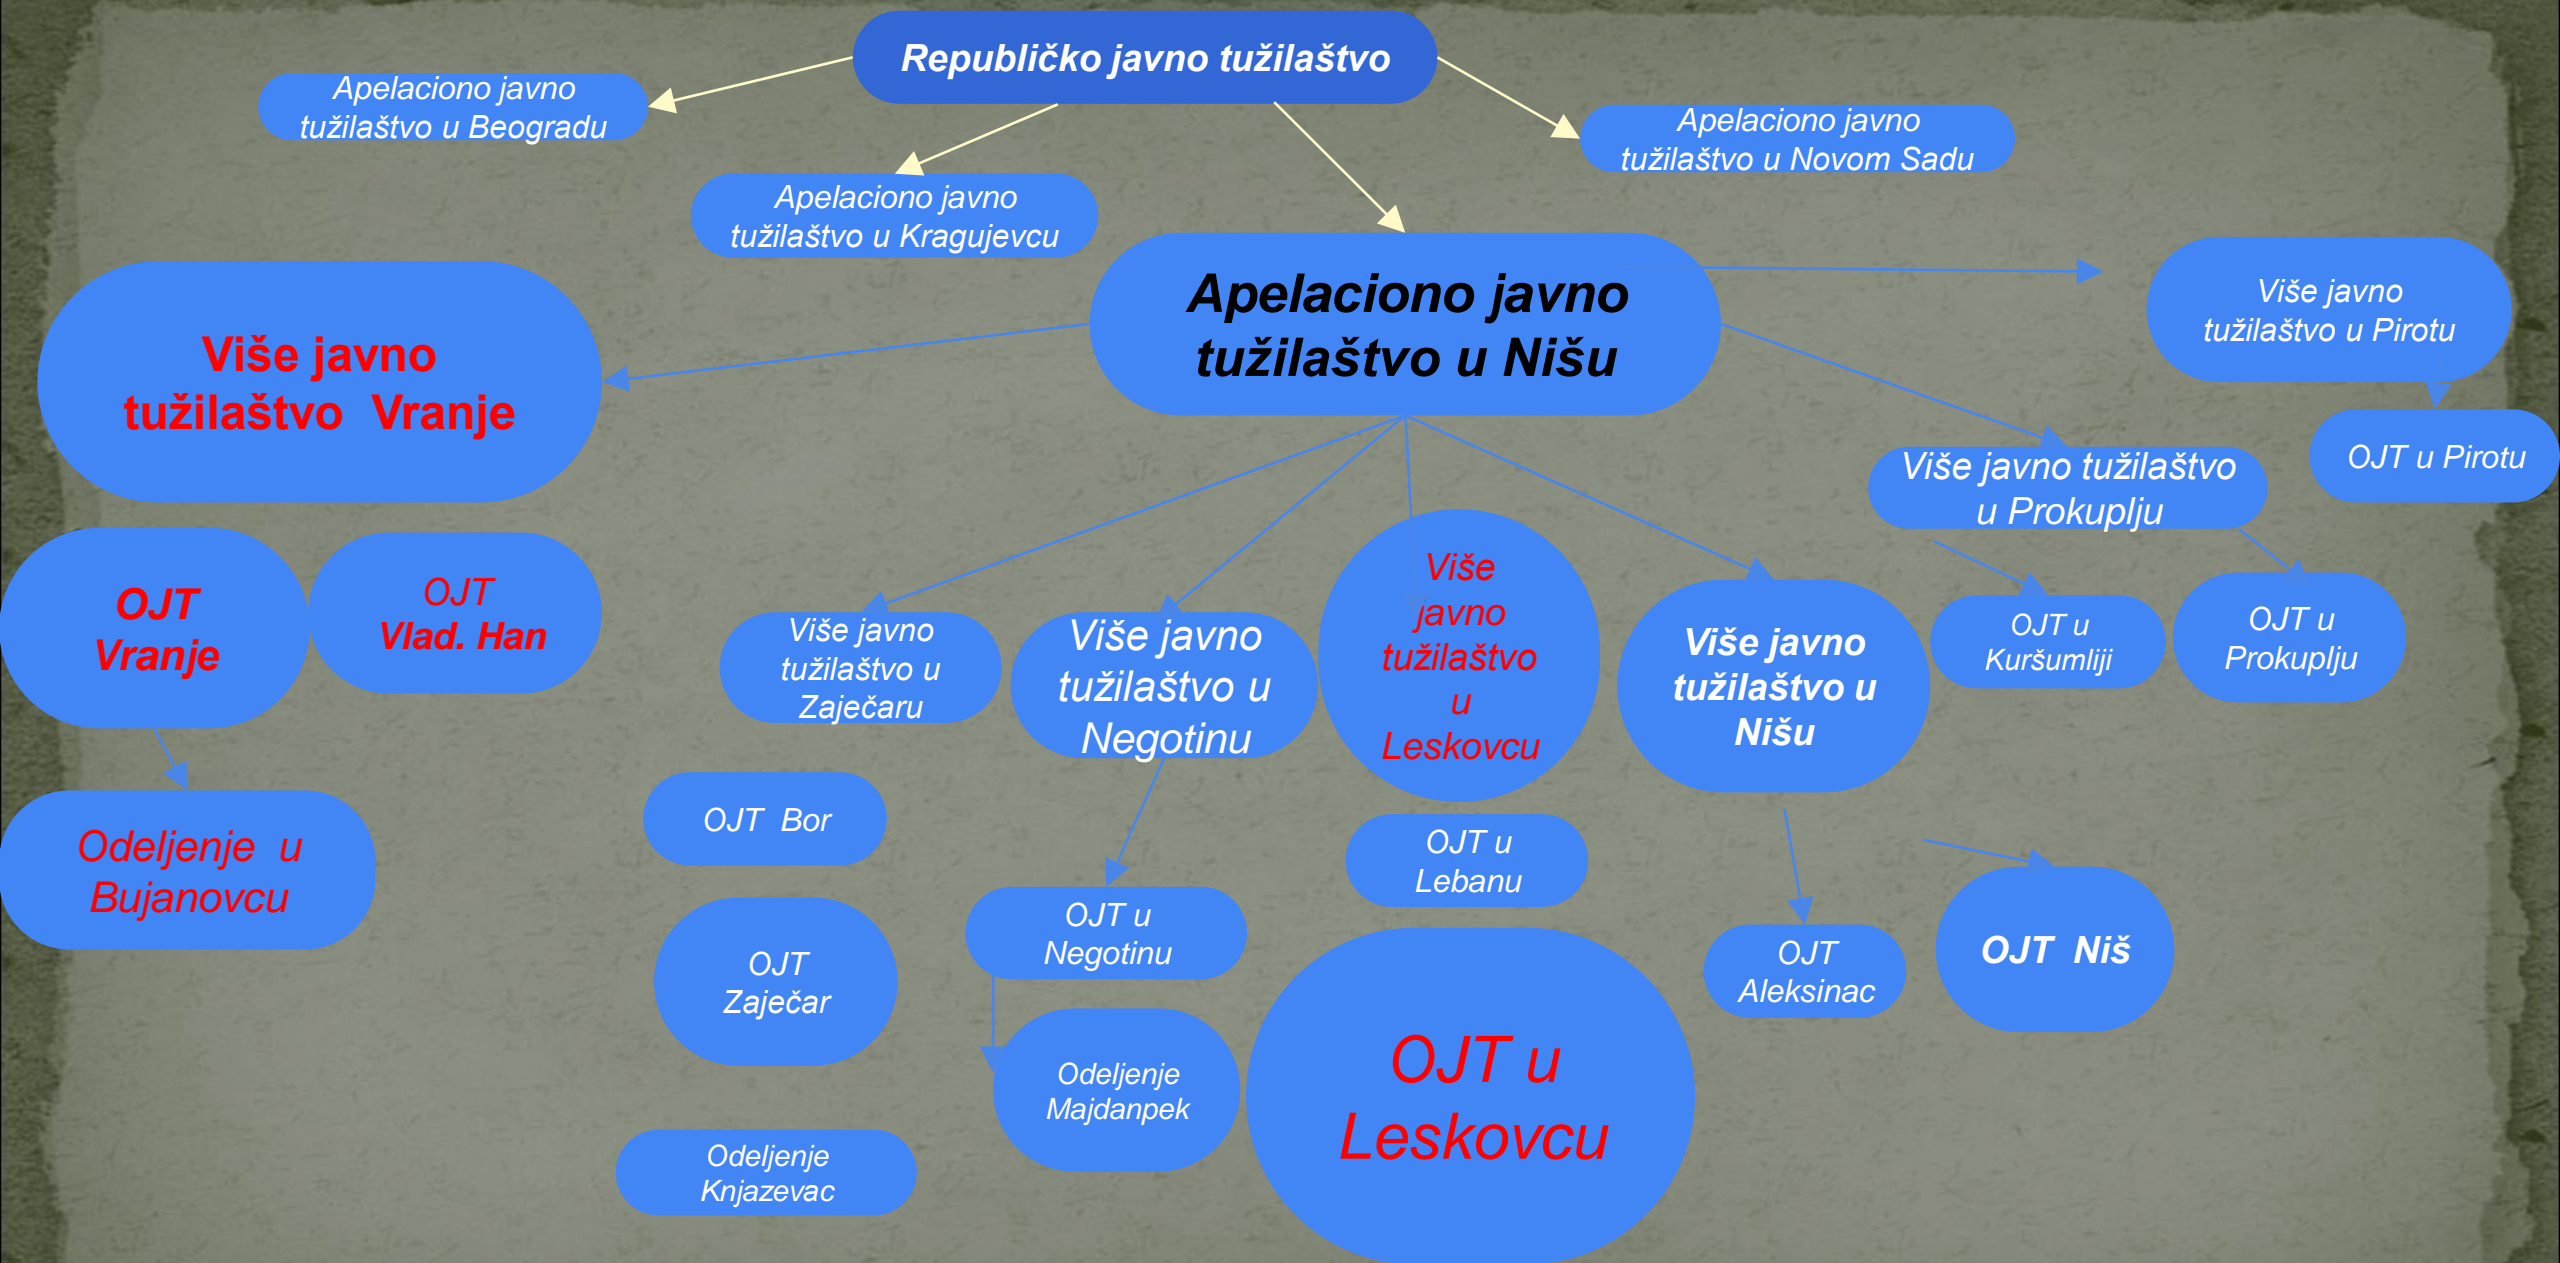 Republičko javno tužilaštvo
Apelaciono javno
tužilaštvo u Beogradu
Apelaciono javno
tužilaštvo u Kragujevcu
Apelaciono javno
tužilaštvo u Novom Sadu
Apelaciono javno
tužilaštvo u Nišu
Više javno
tužilaštvo Vranje
Više javno
tužilaštvo u Pirotu
OJT u Pirotu
Više javno tužilaštvo
u Prokuplju
OJT
Vranje
OJT
Vlad. Han
Više javno
tužilaštvo u
Zaječaru
Više javno
tužilaštvo u
Negotinu
Više
javno
tužilaštvo
u
Leskovcu
Više javno
tužilaštvo u
Nišu
OJT u
Kuršumliji
OJT u
Prokuplju
Odeljenje u
Bujanovcu
OJT Bor
OJT
Zaječar
Odeljenje
Knjazevac
OJT u
Negotinu
Odeljenje
Majdanpek
OJT u
Lebanu
OJT u
Leskovcu
OJT
Aleksinac
OJT Niš